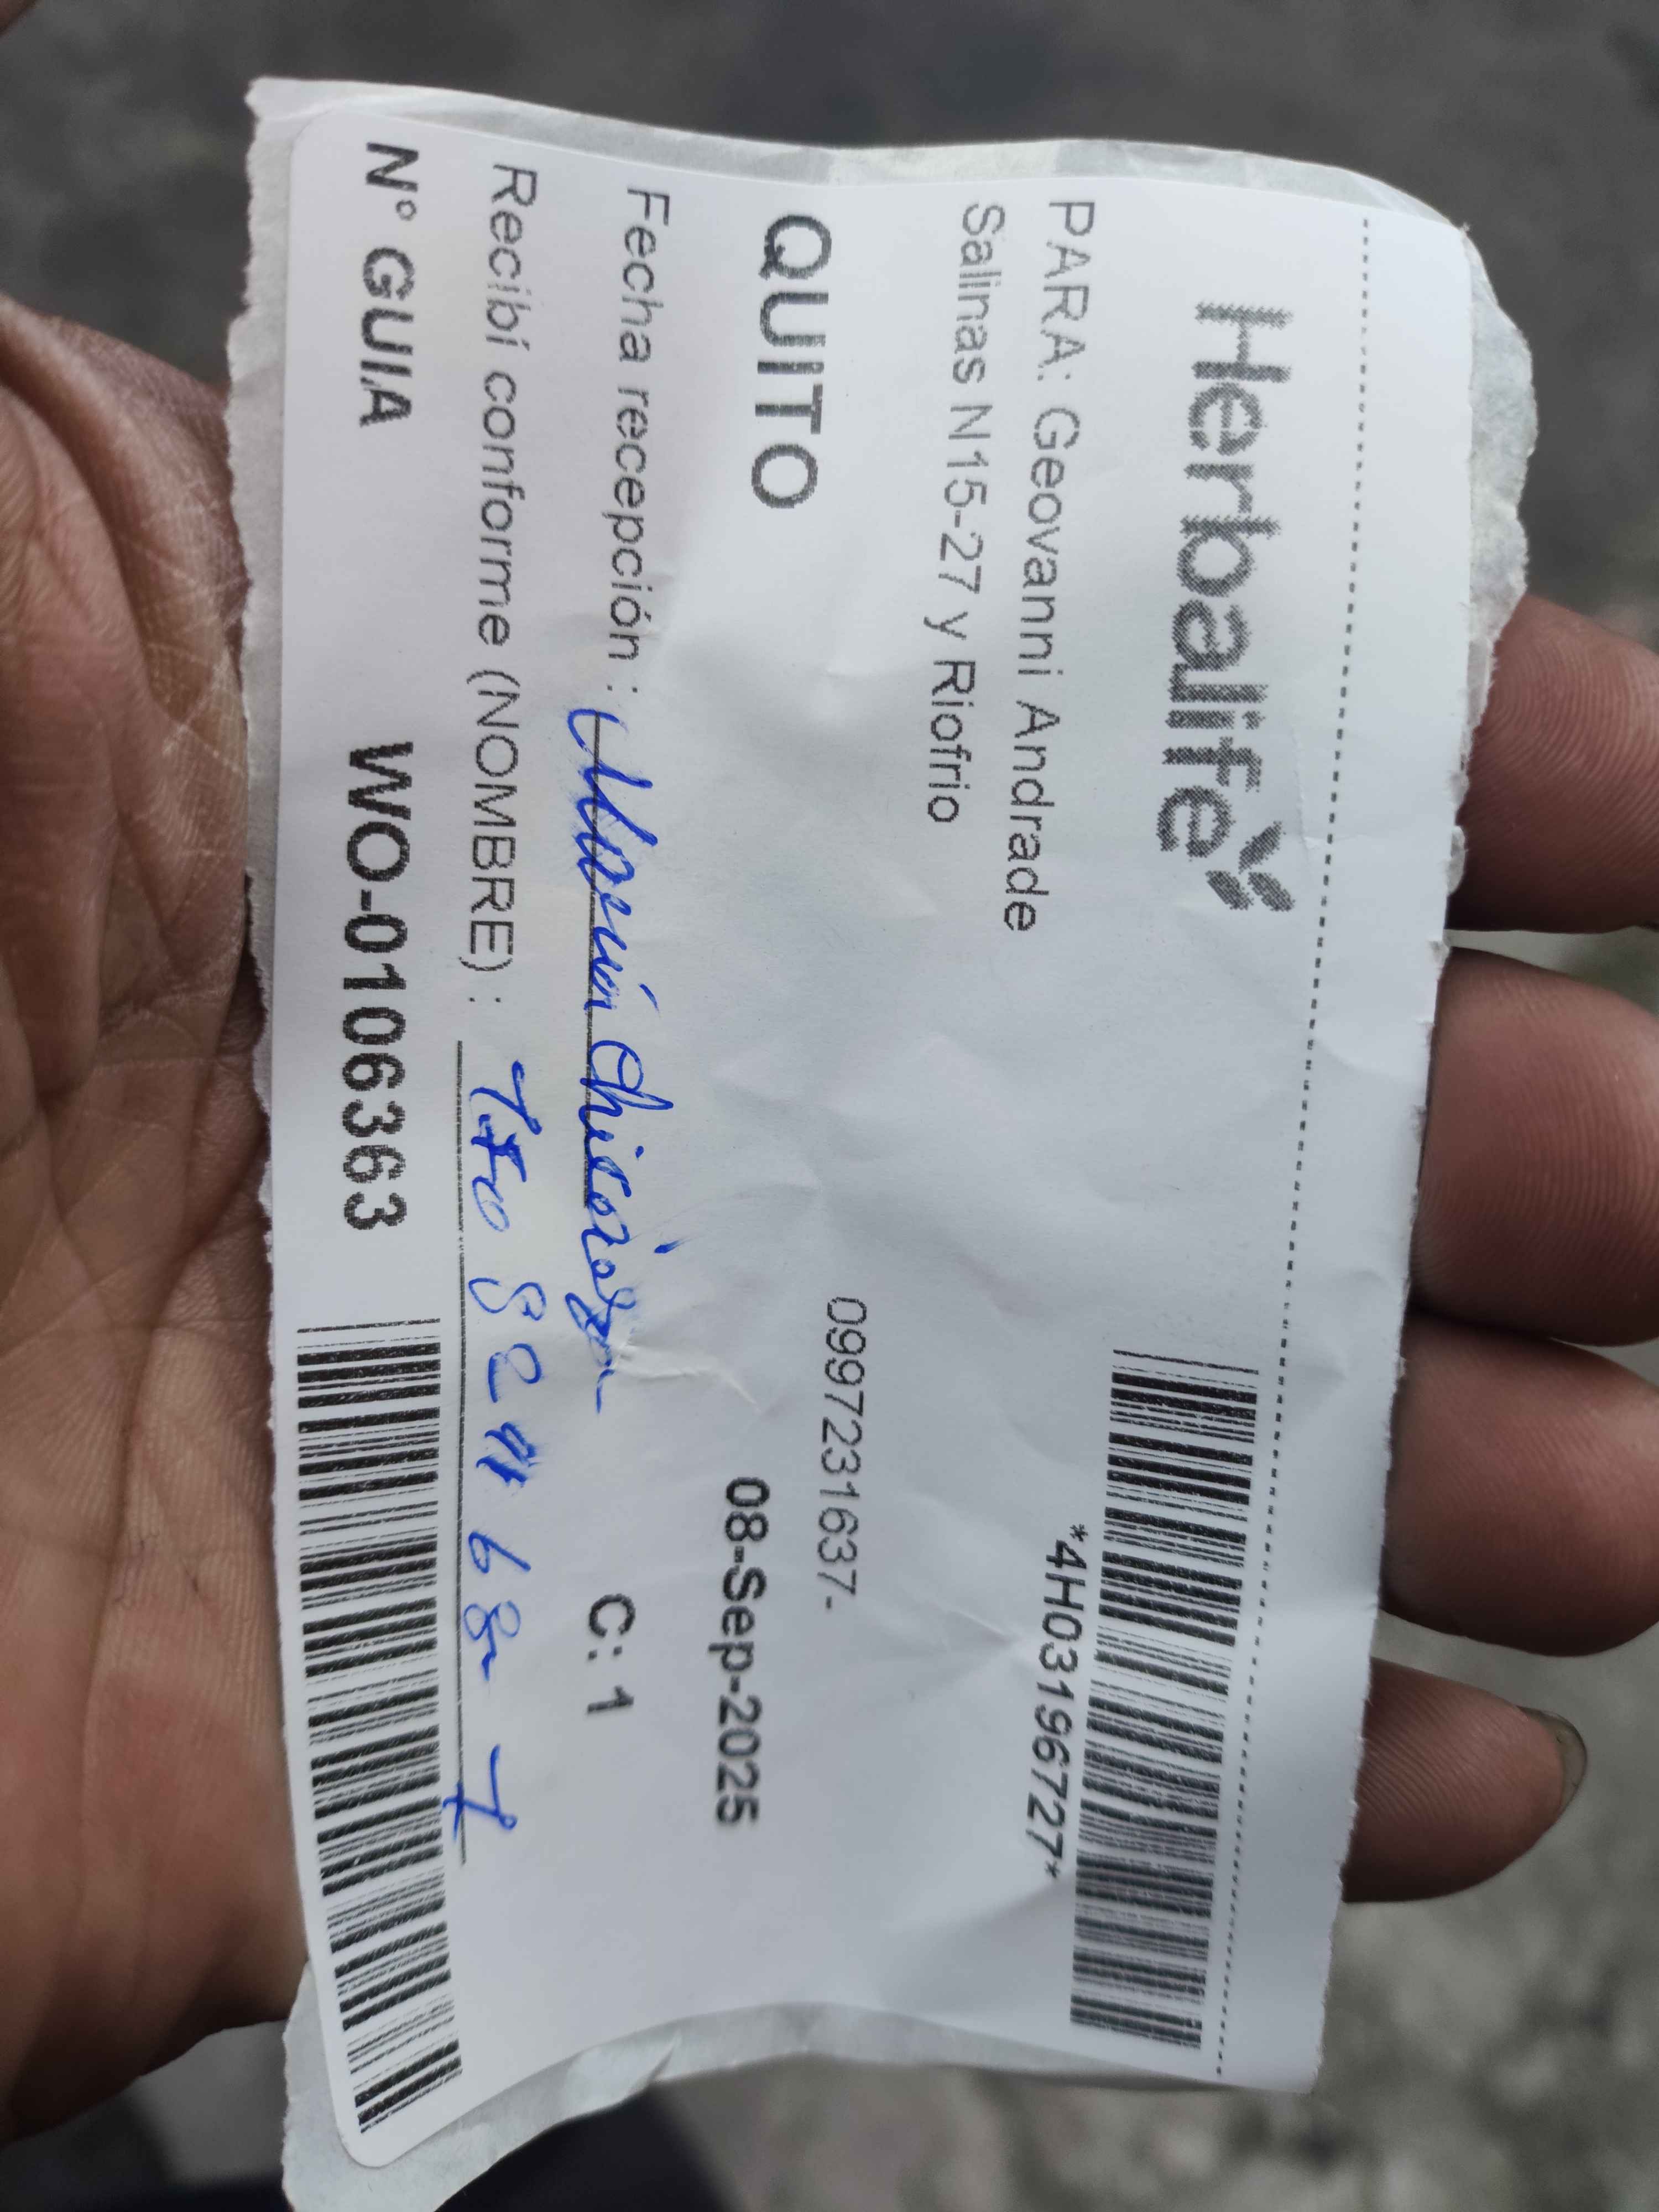 Herbalife
*4H03196727*
PARA: Geovanni Andrade
Salinas N15-27 y Riofrio
0997231637-
QUITO
08-Sep-2025
Fecha recepción :
C: 1
Recibí conforme (NOMBRE) :
N° GUIA WO-0106363